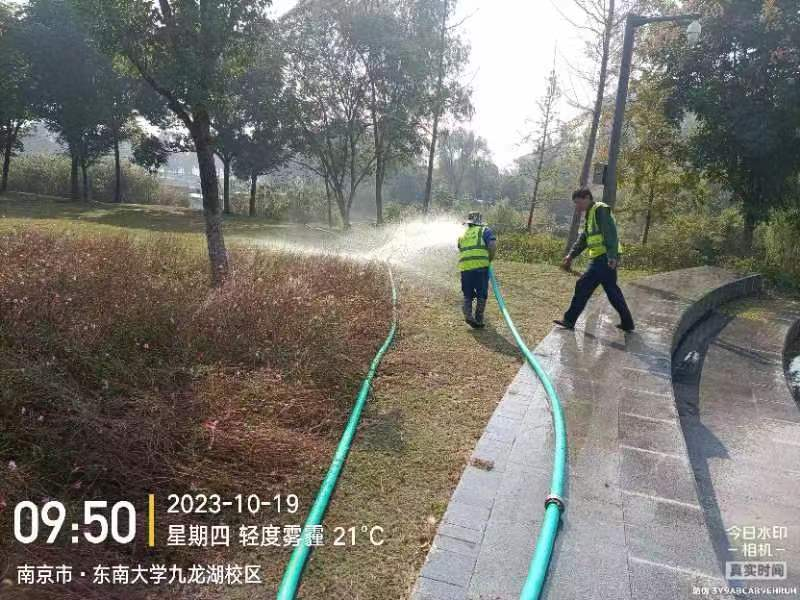 09:50
2023-10-19
星期四 轻度雾霾 21°C
南京市·东南大学九龙湖校区
今日水印
相机
真实时间